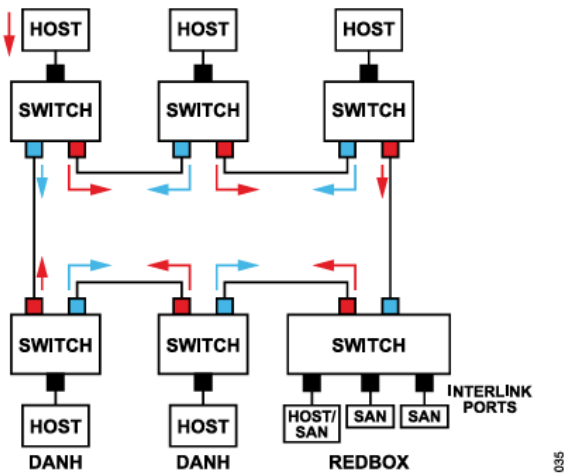 HOST HOST HOST
SWITCH SWITCH SWITCH
SWITCH SWITCH SWITCH
INTERLINK
PORTS
HOST HOST HOST/
SAN SAN SAN
DANH DANH REDBOX
035